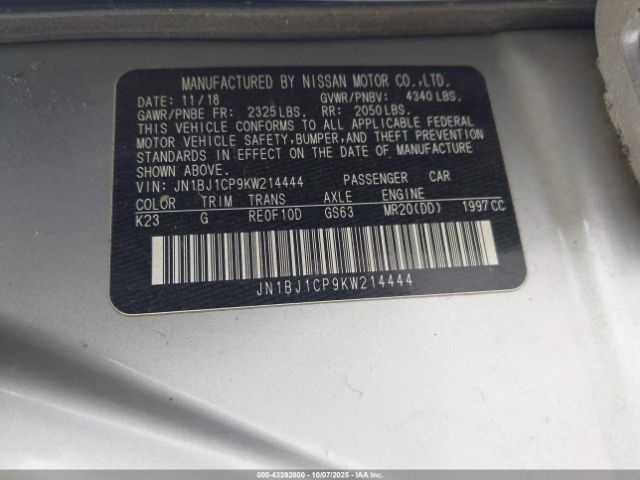 MANUFACTURED BY NISSAN MOTOR CO.,LTD.
DATE: 11/18 GVWR/PNBV: 4340 LBS.
GAWR/PNBE FR: 2325 LBS. RR: 2050 LBS.
THIS VEHICLE CONFORMS TO ALL APPLICABLE FEDERAL
MOTOR VEHICLE SAFETY, BUMPER, AND THEFT PREVENTION
STANDARDS IN EFFECT ON THE DATE OF MANUFACTURE
SHOWN ABOVE.
VIN: JN1BJ1CP9KW214444 PASSENGER CAR
COLOR TRIM TRANS AXLE ENGINE
K23 G RE0F10D GS63 MR20(DD) 1997CC
JN1BJ1CP9KW214444
000-43392800 | 10/07/2025 | IAA, Inc.